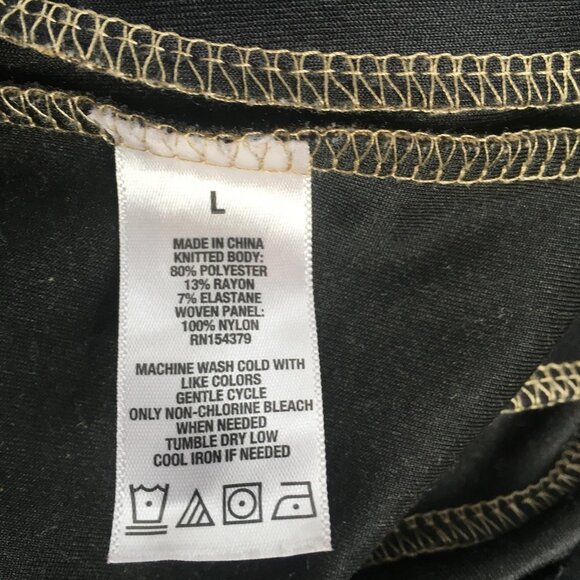 L
MADE IN CHINA
KNITTED BODY:
80% POLYESTER
13% RAYON
7% ELASTANE
WOVEN PANEL:
100% NYLON
RN154379
MACHINE WASH COLD WITH
LIKE COLORS
GENTLE CYCLE
ONLY NON-CHLORINE BLEACH
WHEN NEEDED
TUMBLE DRY LOW
COOL IRON IF NEEDED